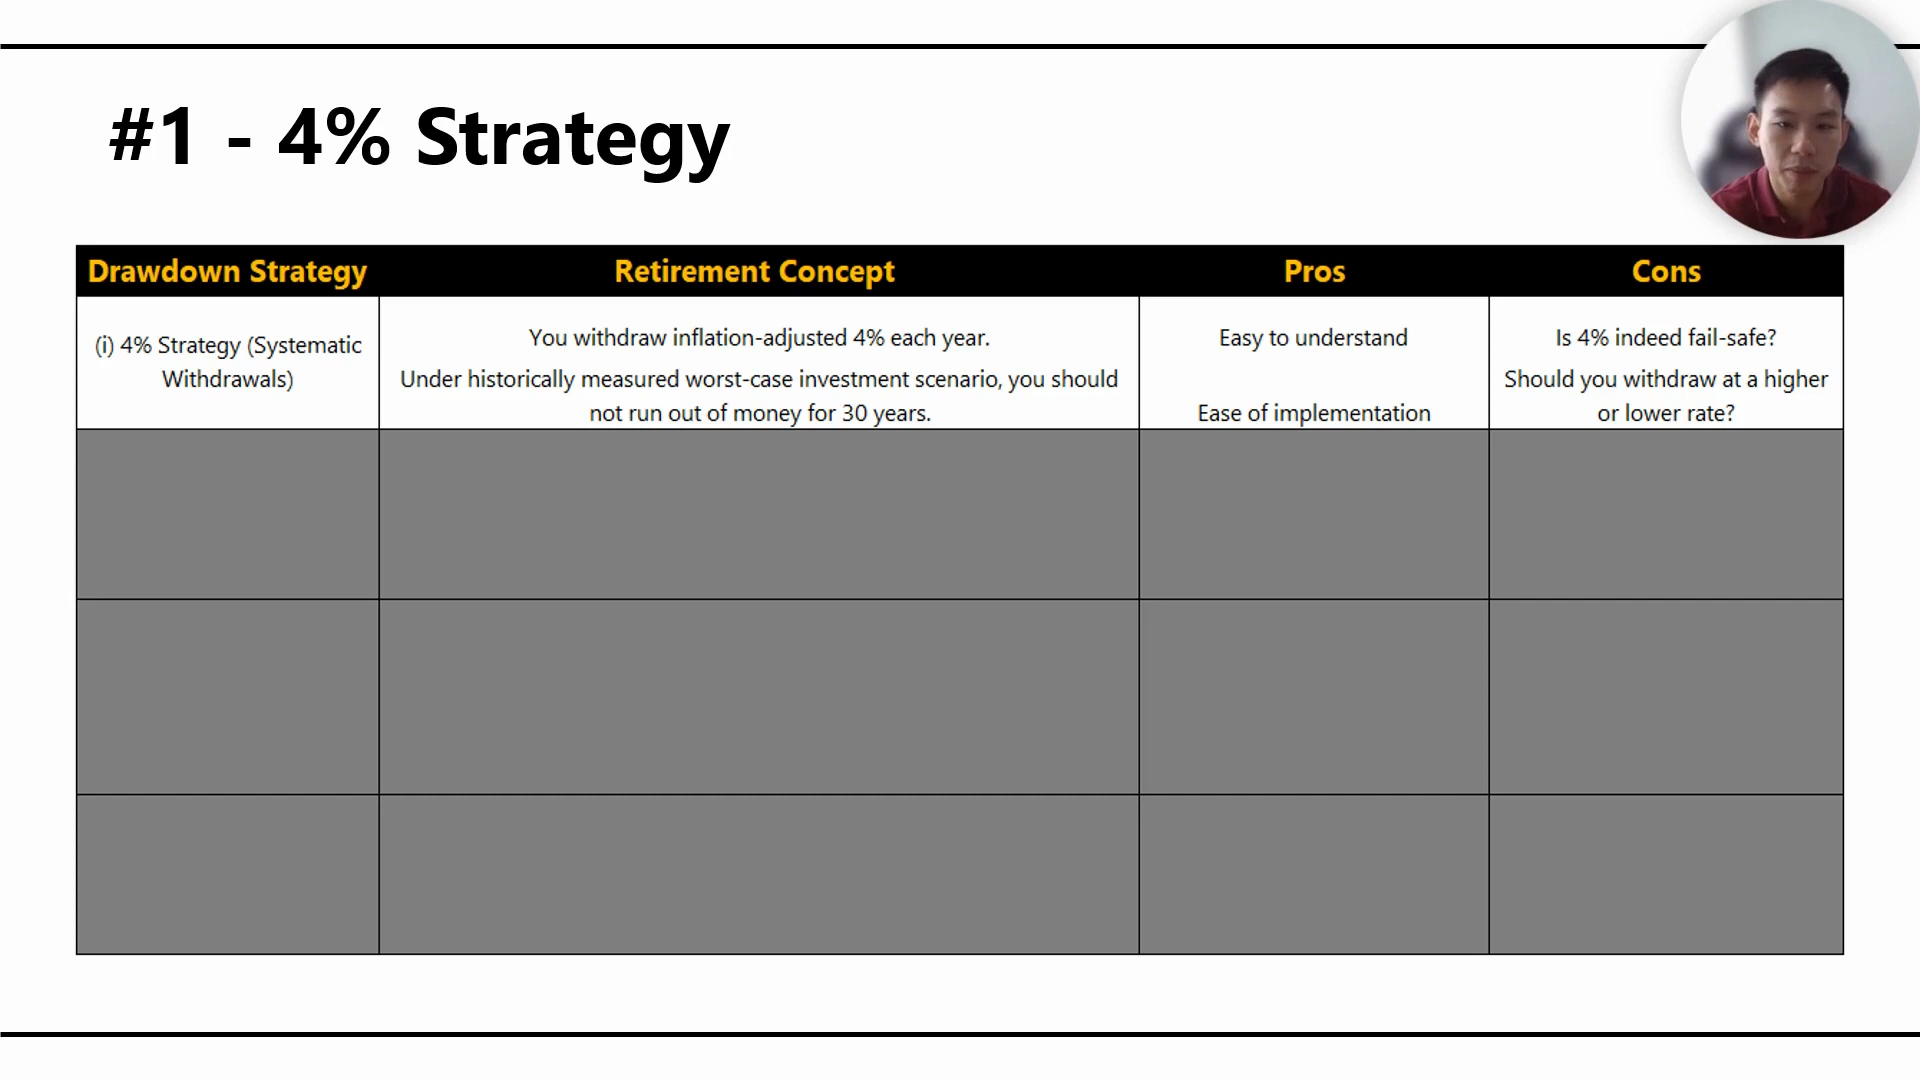 #1 - 4% Strategy
Drawdown Strategy
Retirement Concept
Pros
Cons
(i) 4% Strategy (Systematic
Withdrawals)
You withdraw inflation-adjusted 4% each year.
Under historically measured worst-case investment scenario, you should
not run out of money for 30 years.
Easy to understand
Ease of implementation
Is 4% indeed fail-safe?
Should you withdraw at a higher
or lower rate?